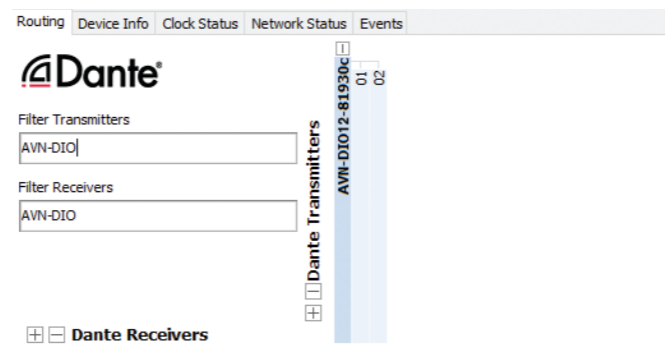 Routing Device Info Clock Status Network Status Events
Dante®
Filter Transmitters
AVN-DIO
Filter Receivers
AVN-DIO
Dante Receivers
Dante Transmitters
AVN-DIO12-81930c
01
02